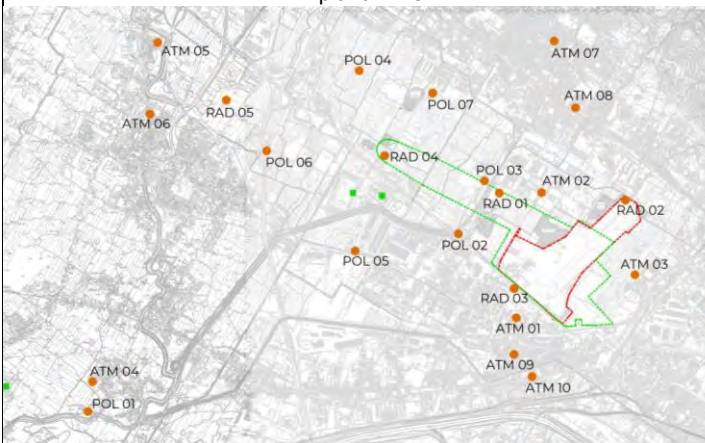 ATM 05
ATM 07
POL 04
ATM 08
POL 07
RAD 05
ATM 06
POL 06
RAD 04
POL 03
ATM 02
RAD 01
RAD 02
POL 02
POL 05
ATM 03
RAD 03
ATM 01
ATM 09
ATM 04
ATM 10
POL 01